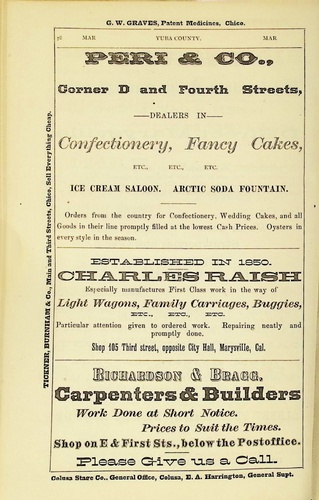 G. W. GRAVES, Patent Medicines, Chico.
76 MAR YUBA COUNTY. MAR
PERI & CO.,
Corner D and Fourth Streets,
—DEALERS IN—
Confectionery, Fancy Cakes,
ETC., ETC., ETC.
ICE CREAM SALOON. ARCTIC SODA FOUNTAIN.
Orders from the country for Confectionery, Wedding Cakes, and all
Goods in their line promptly filled at the lowest Cash Prices. Oysters in
every style in the season.
ESTABLISHED IN 1850.
CHARLES RAISH
Especially manufactures First Class work in the way of
Light Wagons, Family Carriages, Buggies,
ETC., ETC., ETC.
Particular attention given to ordered work. Repairing neatly and
promptly done.
Shop 105 Third street, opposite City Hall, Marysville, Cal.
RICHARDSON & BRAGG,
Carpenters & Builders
Work Done at Short Notice.
Prices to Suit the Times.
Shop on E & First Sts., below the Postoffice.
Please Give us a Call.
Colusa Stage Co., General Office, Colusa, E. A. Harrington, General Supt.
TICKNER, BURNHAM & CO., Main and Third Streets, Chico, Sell Everything Cheap.